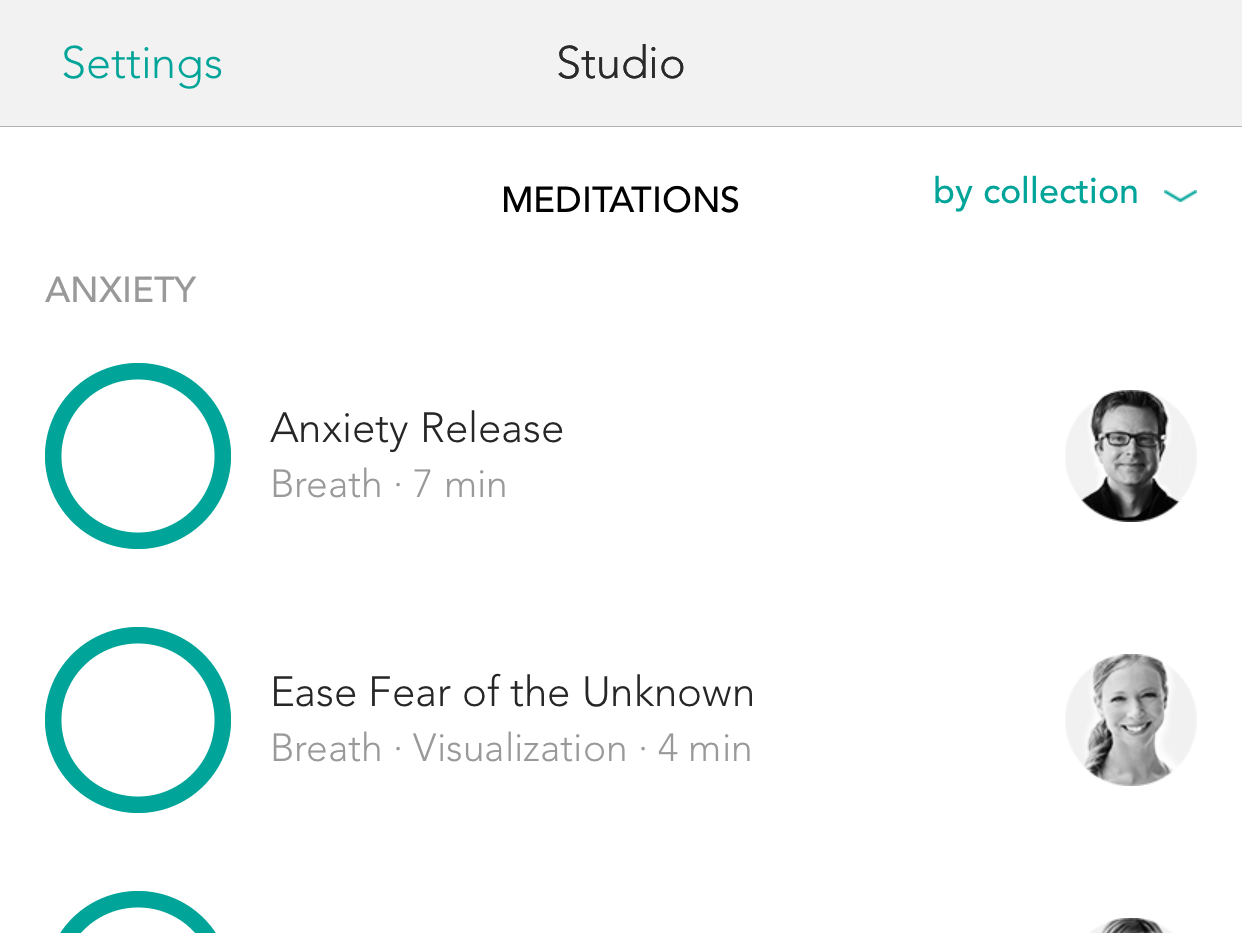 Settings
Studio
MEDITATIONS
by collection
ANXIETY
Anxiety Release
Breath · 7 min
Ease Fear of the Unknown
Breath · Visualization · 4 min